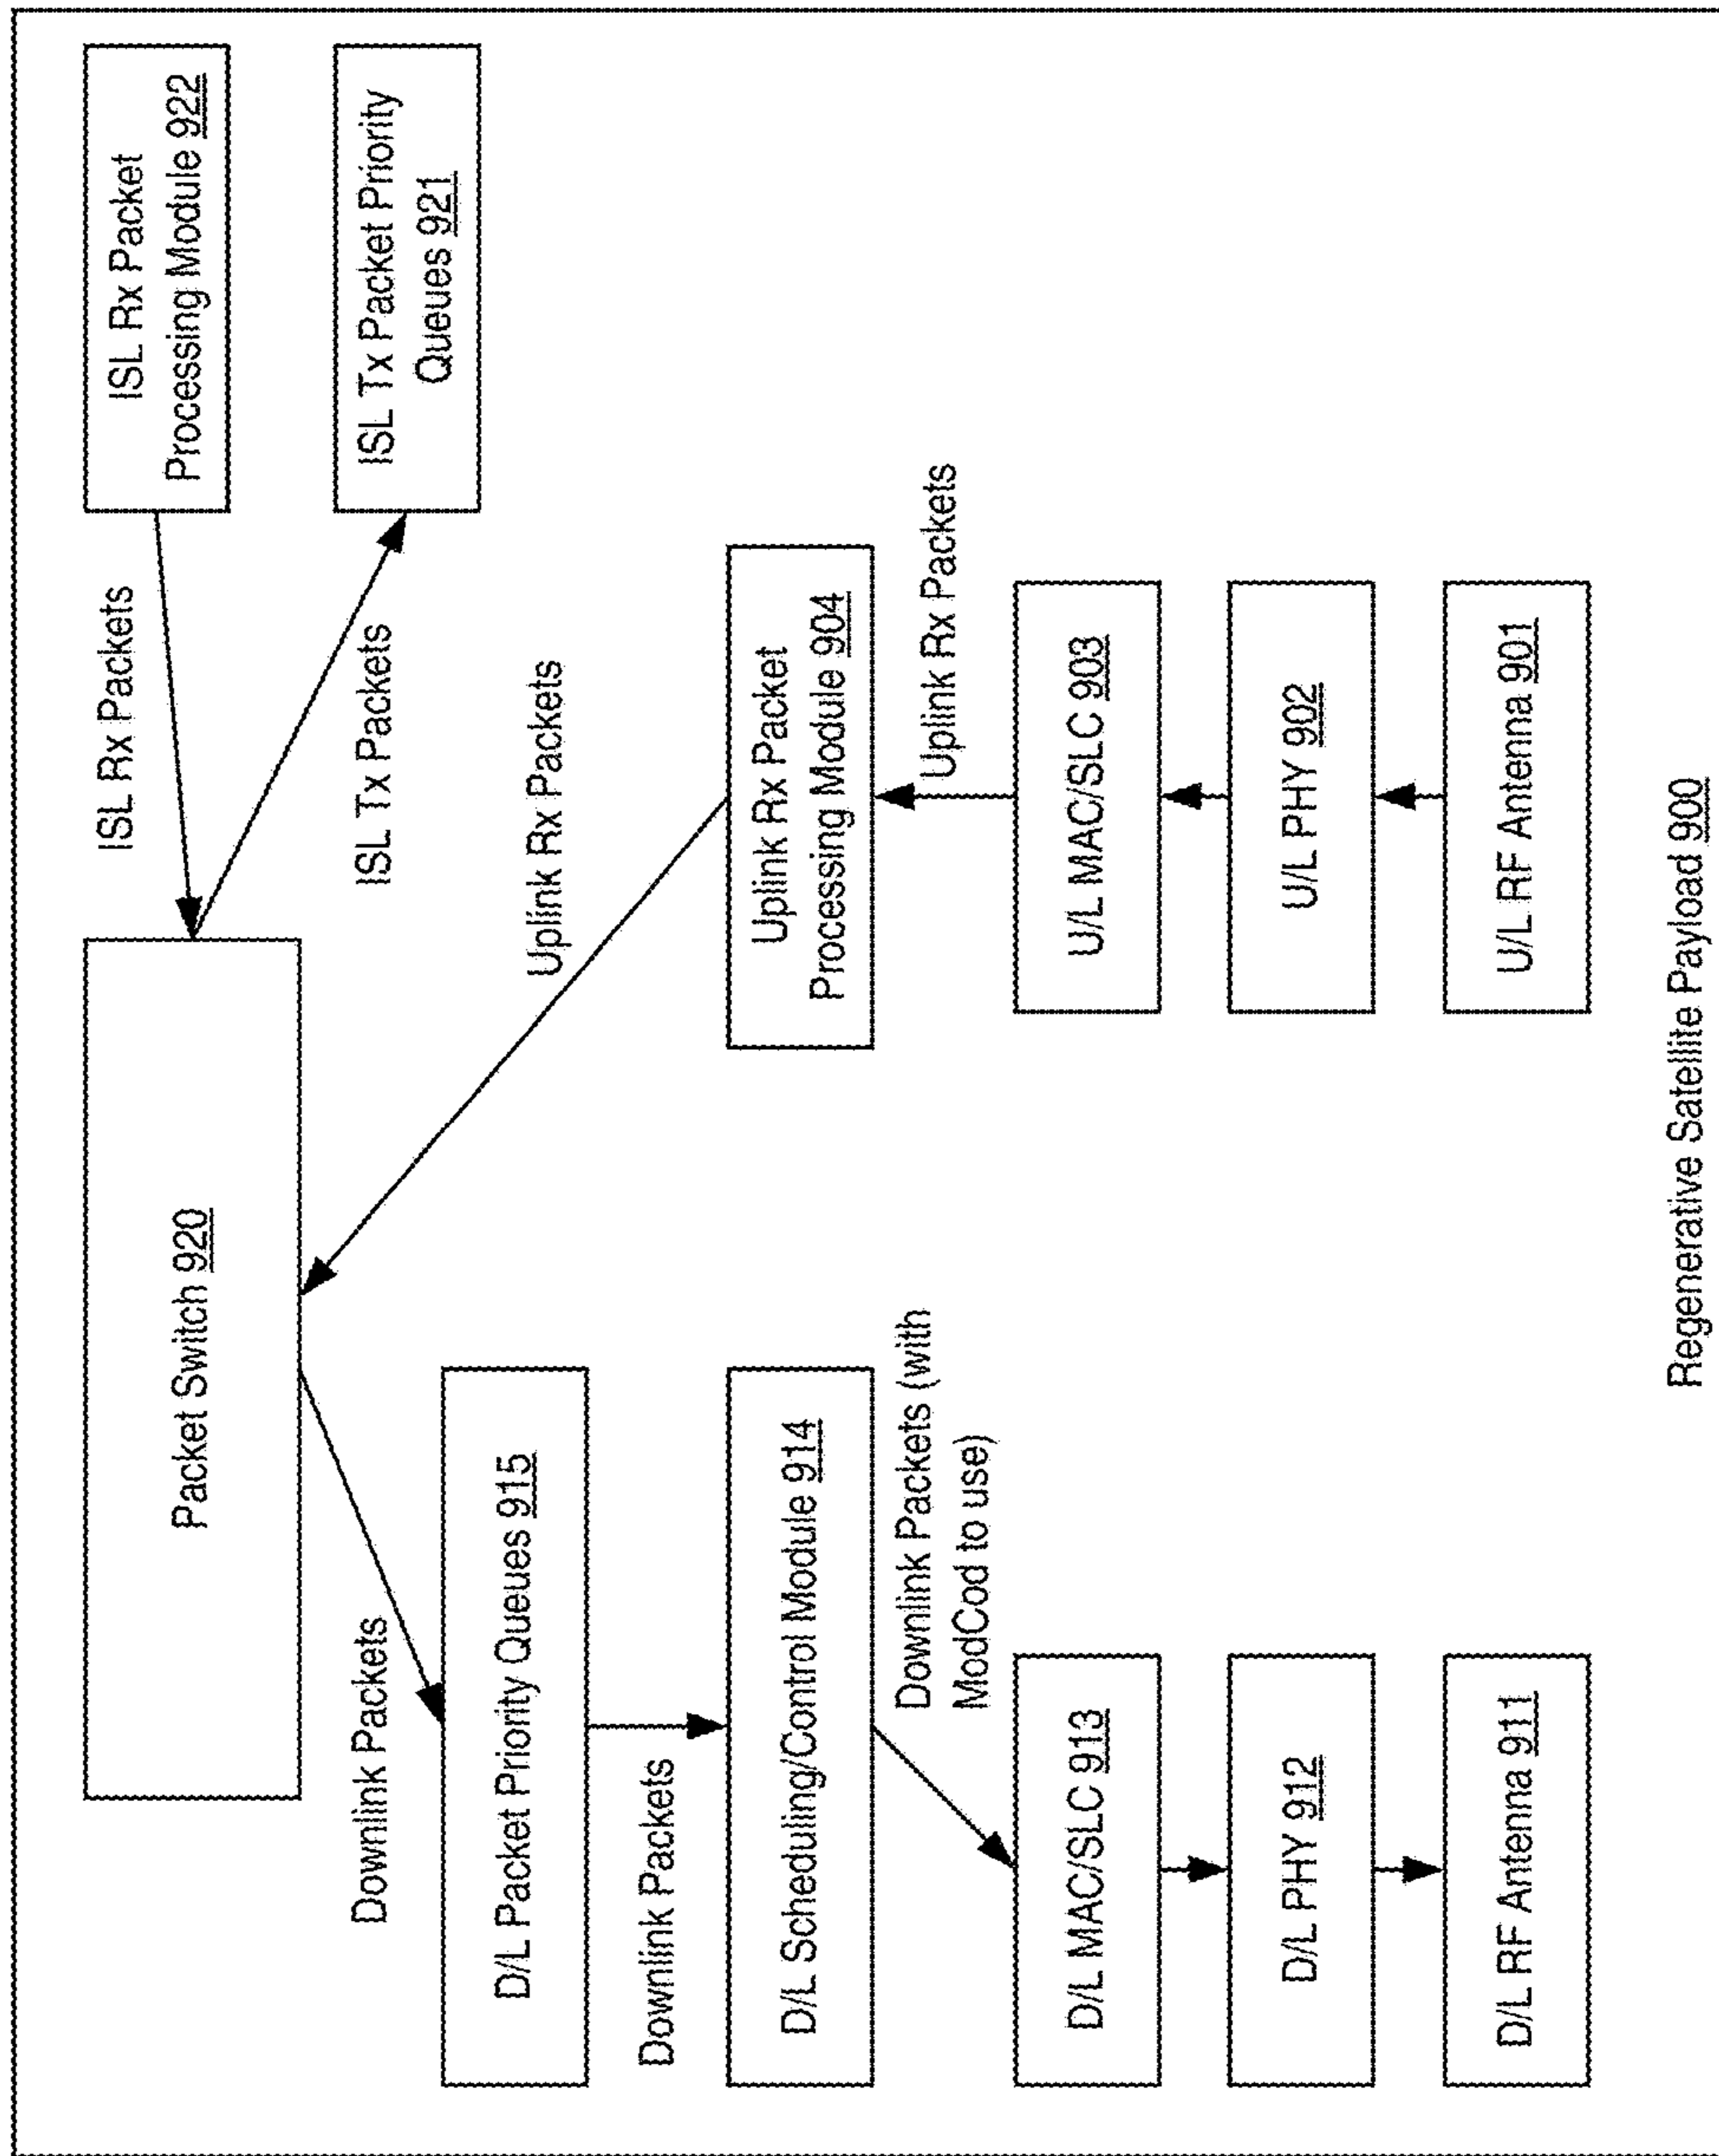 Packet Switch 920
ISL Rx Packets
ISL Rx Packet
Processing Module 922
ISL Tx Packets
ISL Tx Packet Priority
Queues 921
Downlink Packets
D/L Packet Priority Queues 915
Uplink Rx Packets
Downlink Packets
D/L Scheduling/Control Module 914
Uplink Rx Packet
Processing Module 904
Downlink Packets (with
ModCod to use)
Uplink Rx Packets
D/L MAC/SLC 913
U/L MAC/SLC 903
D/L PHY 912
U/L PHY 902
D/L RF Antenna 911
U/L RF Antenna 901
Regenerative Satellite Payload 900